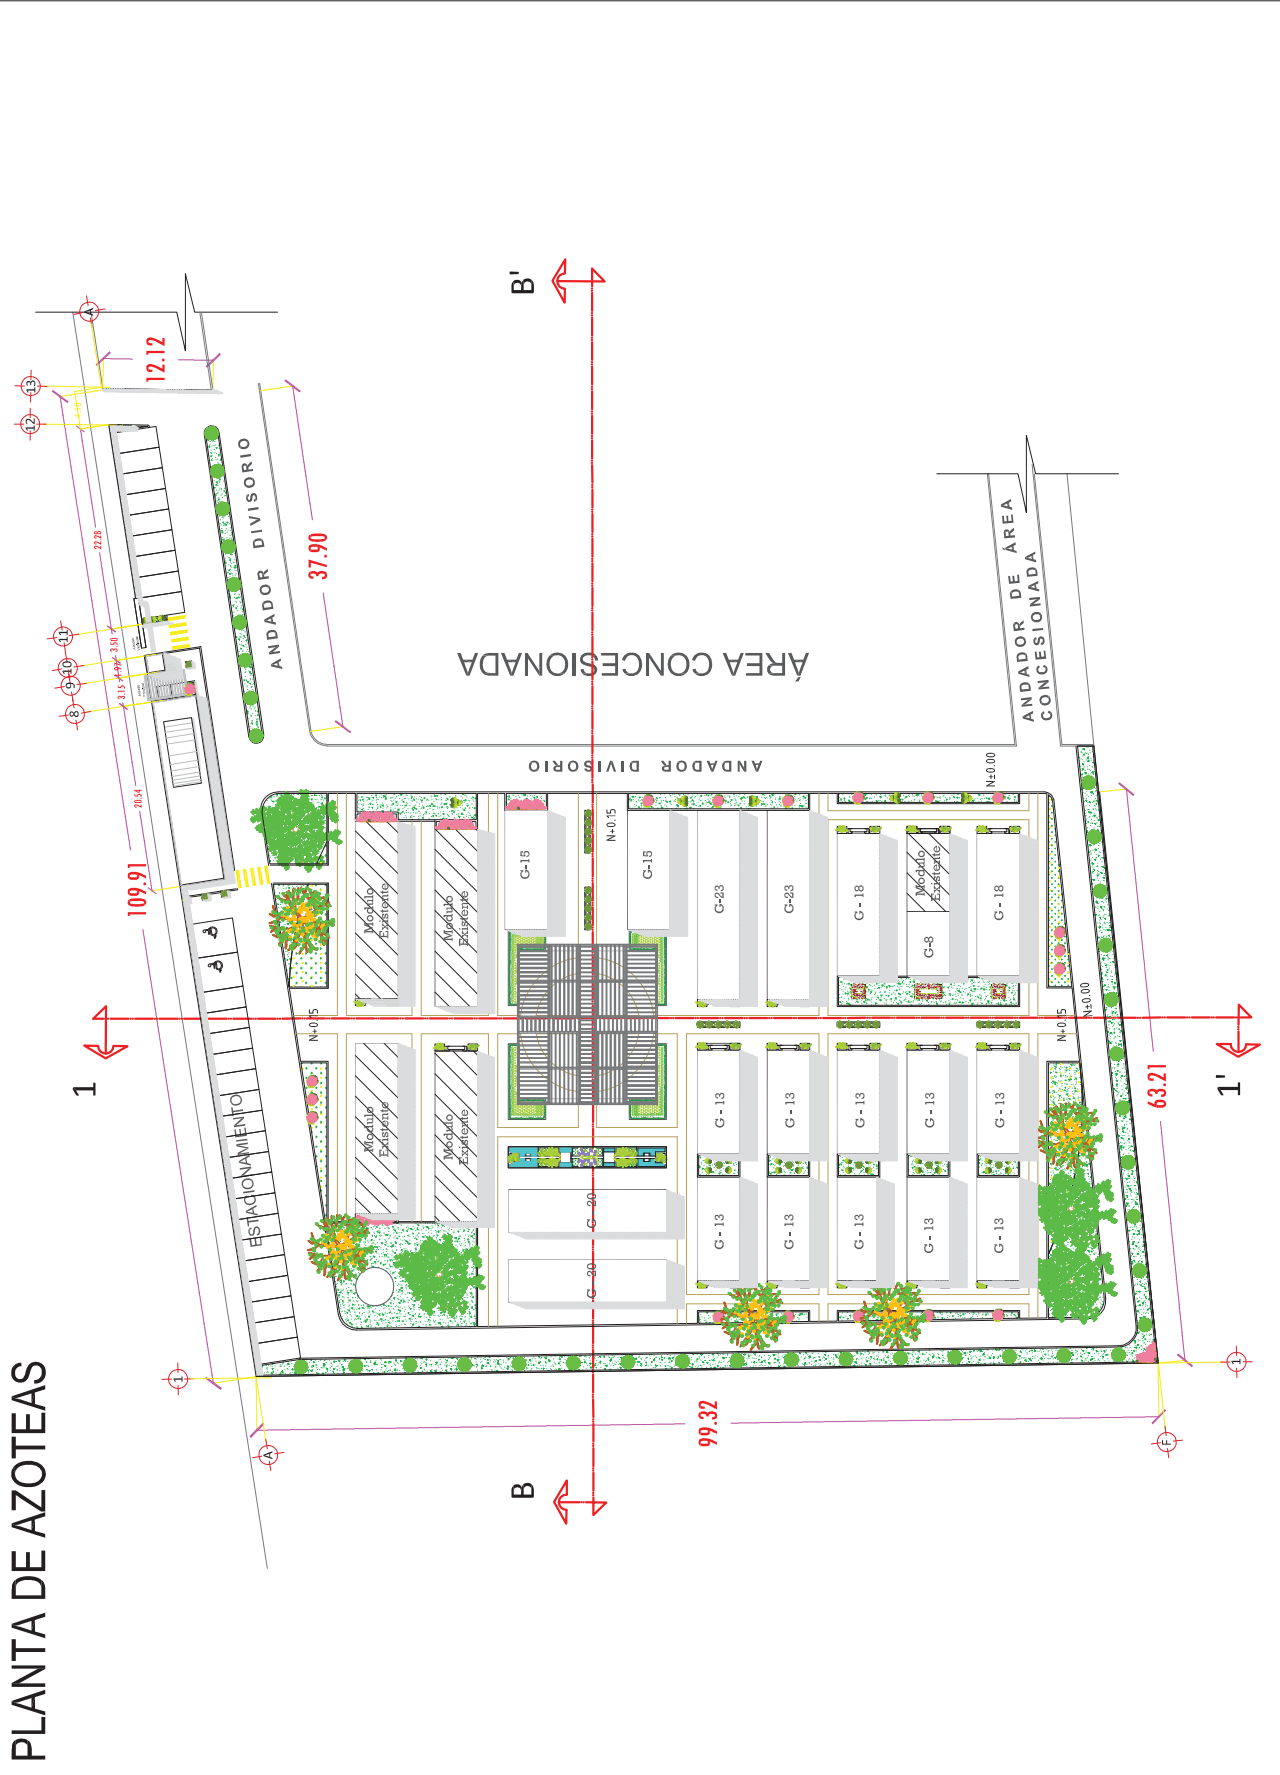 PLANTA DE AZOTEAS
A
13
12
12.12
4.10
22.28
11
10
9
8
3.50
1.92
3.15
20.54
109.91
ANDADOR DIVISORIO
37.90
B'
ÁREA CONCESIONADA
ANDADOR DE ÁREA
CONCESIONADA
ANDADOR DIVISORIO
N±0.00
N+0.15
Modulo
Existente
Modulo
Existente
G-15
G-15
G-23
G-23
G - 18
Modulo
Existente
G-8
G - 18
1
N+0.15
N+0.15
N±0.00
1'
63.21
ESTACIONAMIENTO
Modulo
Existente
Modulo
Existente
G - 20
G - 20
G - 13
G - 13
G - 13
G - 13
G - 13
G - 13
G - 13
G - 13
G - 13
G - 13
1
1
A
F
99.32
B